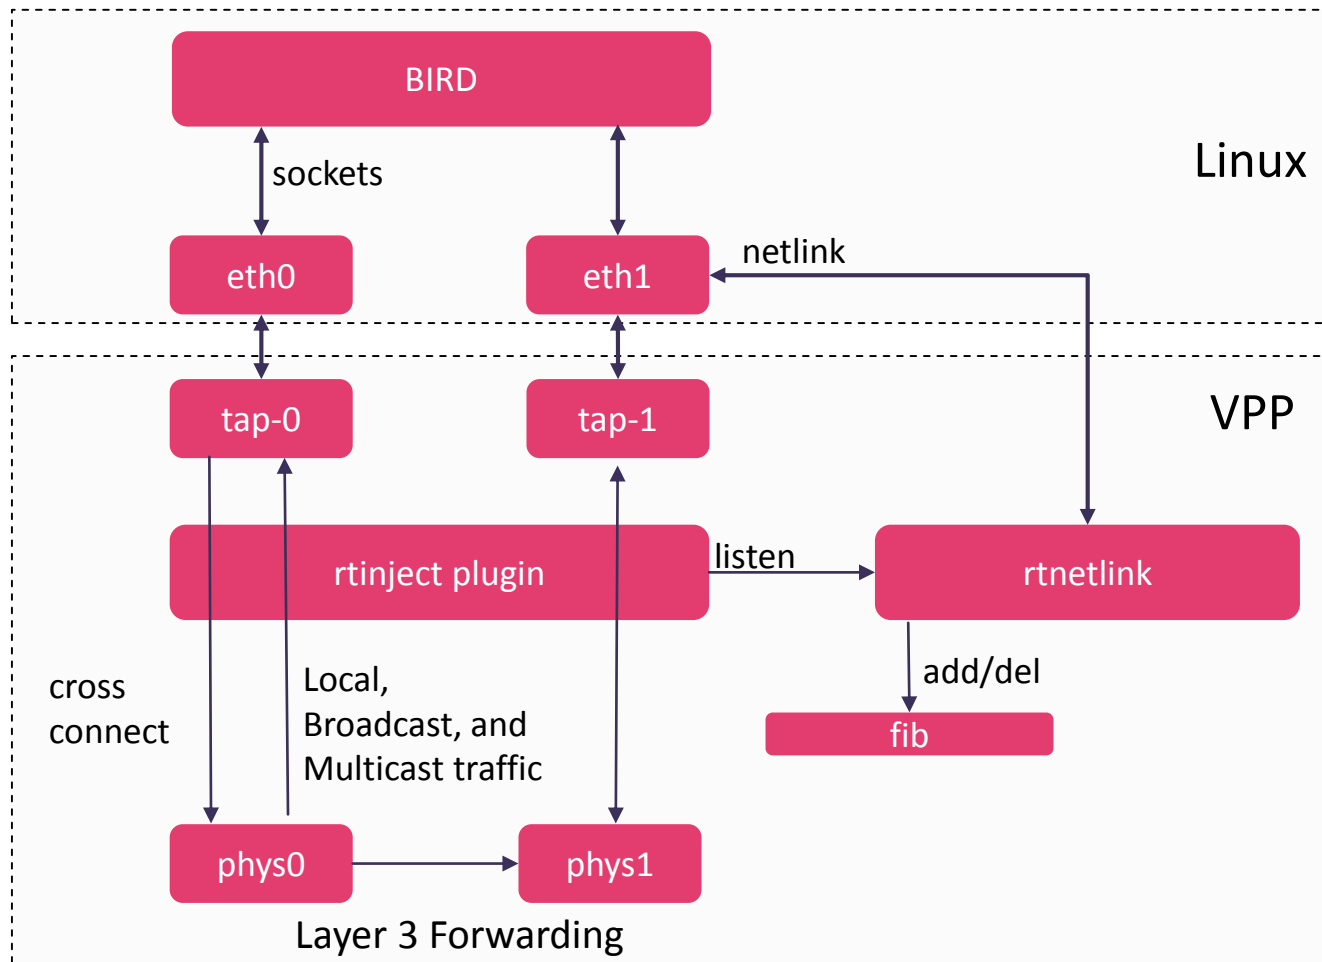 BIRD
Linux
sockets
eth0
eth1
netlink
tap-0
tap-1
VPP
rtinject plugin
listen
rtnetlink
cross
connect
Local,
Broadcast, and
Multicast traffic
add/del
fib
phys0
phys1
Layer 3 Forwarding